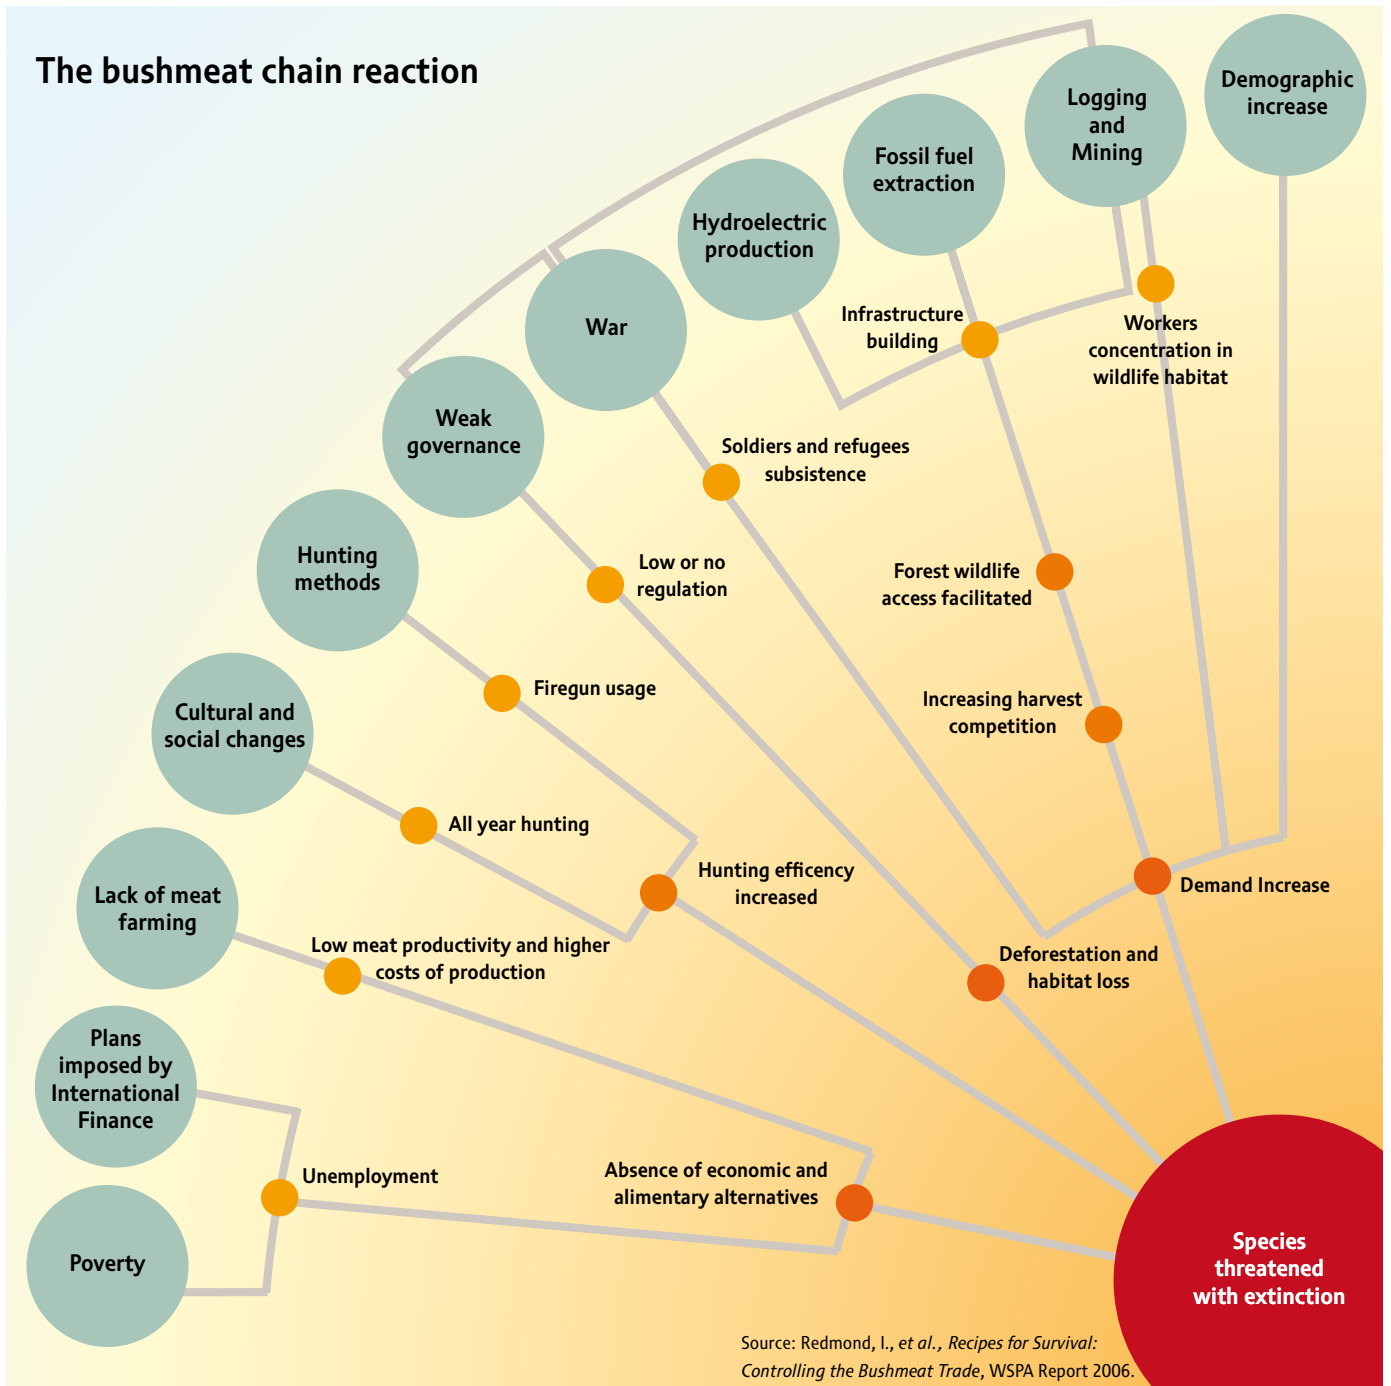 The bushmeat chain reaction
Demographic
increase
Logging
and
Mining
Fossil fuel
extraction
Hydroelectric
production
War
Weak
governance
Hunting
methods
Cultural and
social changes
Lack of meat
farming
Plans
imposed by
International
Finance
Poverty
Infrastructure
building
Workers
concentration in
wildlife habitat
Soldiers and refugees
subsistence
Low or no
regulation
Forest wildlife
access facilitated
Firegun usage
Increasing harvest
competition
All year hunting
Hunting efficency
increased
Demand Increase
Low meat productivity and higher
costs of production
Deforestation and
habitat loss
Unemployment
Absence of economic and
alimentary alternatives
Species
threatened
with extinction
Source: Redmond, I., et al., Recipes for Survival:
Controlling the Bushmeat Trade, WSPA Report 2006.